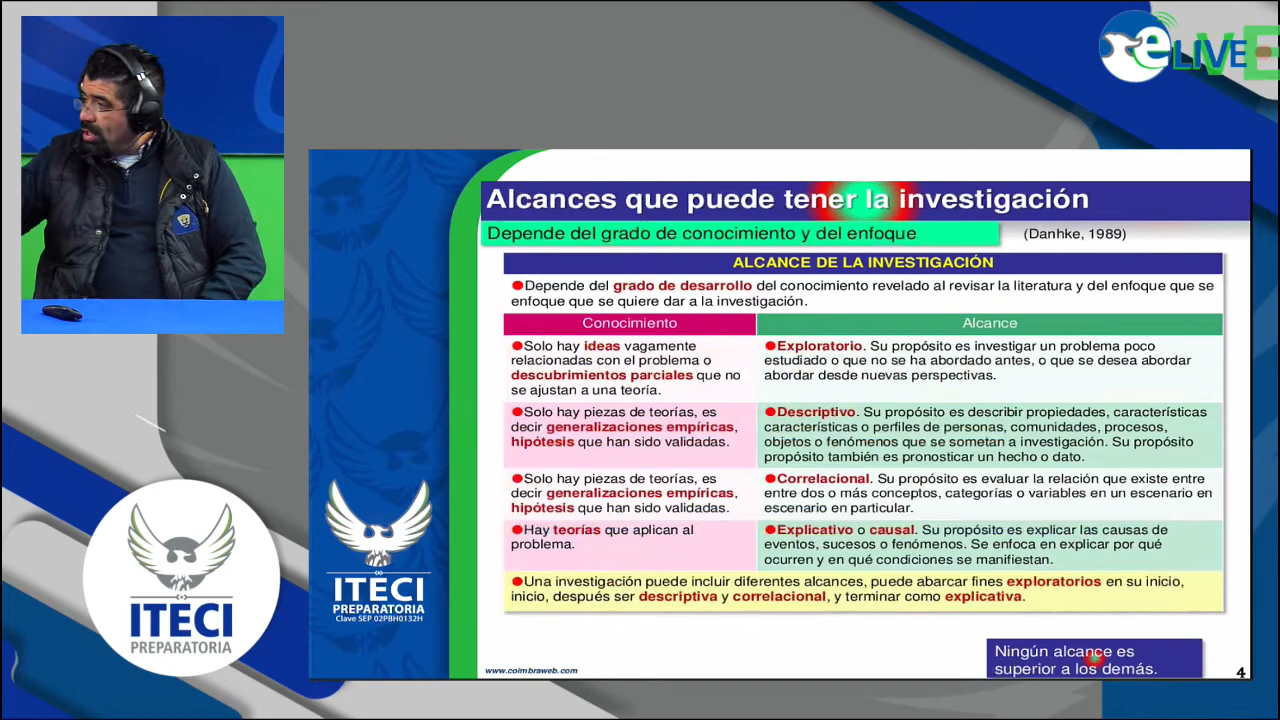 eLIVE
Alcances que puede tener la investigación
Depende del grado de conocimiento y del enfoque
(Danhke, 1989)
ALCANCE DE LA INVESTIGACIÓN
●Depende del grado de desarrollo del conocimiento revelado al revisar la literatura y del enfoque que se
enfoque que se quiere dar a la investigación.
Conocimiento
Alcance
●Solo hay ideas vagamente
relacionadas con el problema o
descubrimientos parciales que no
se ajustan a una teoría.
●Exploratorio. Su propósito es investigar un problema poco
estudiado o que no se ha abordado antes, o que se desea abordar
abordar desde nuevas perspectivas.
●Solo hay piezas de teorías, es
decir generalizaciones empíricas,
hipótesis que han sido validadas.
●Descriptivo. Su propósito es describir propiedades, características
características o perfiles de personas, comunidades, procesos,
objetos o fenómenos que se sometan a investigación. Su propósito
propósito también es pronosticar un hecho o dato.
●Solo hay piezas de teorías, es
decir generalizaciones empíricas,
hipótesis que han sido validadas.
●Correlacional. Su propósito es evaluar la relación que existe entre
entre dos o más conceptos, categorías o variables en un escenario en
escenario en particular.
●Hay teorías que aplican al
problema.
●Explicativo o causal. Su propósito es explicar las causas de
eventos, sucesos o fenómenos. Se enfoca en explicar por qué
ocurren y en qué condiciones se manifiestan.
●Una investigación puede incluir diferentes alcances, puede abarcar fines exploratorios en su inicio,
inicio, después ser descriptiva y correlacional, y terminar como explicativa.
Ningún alcance es
superior a los demás.
www.coimbraweb.com
4
ITECI
PREPARATORIA
Clave SEP 02PBH0132H
ITECI
PREPARATORIA